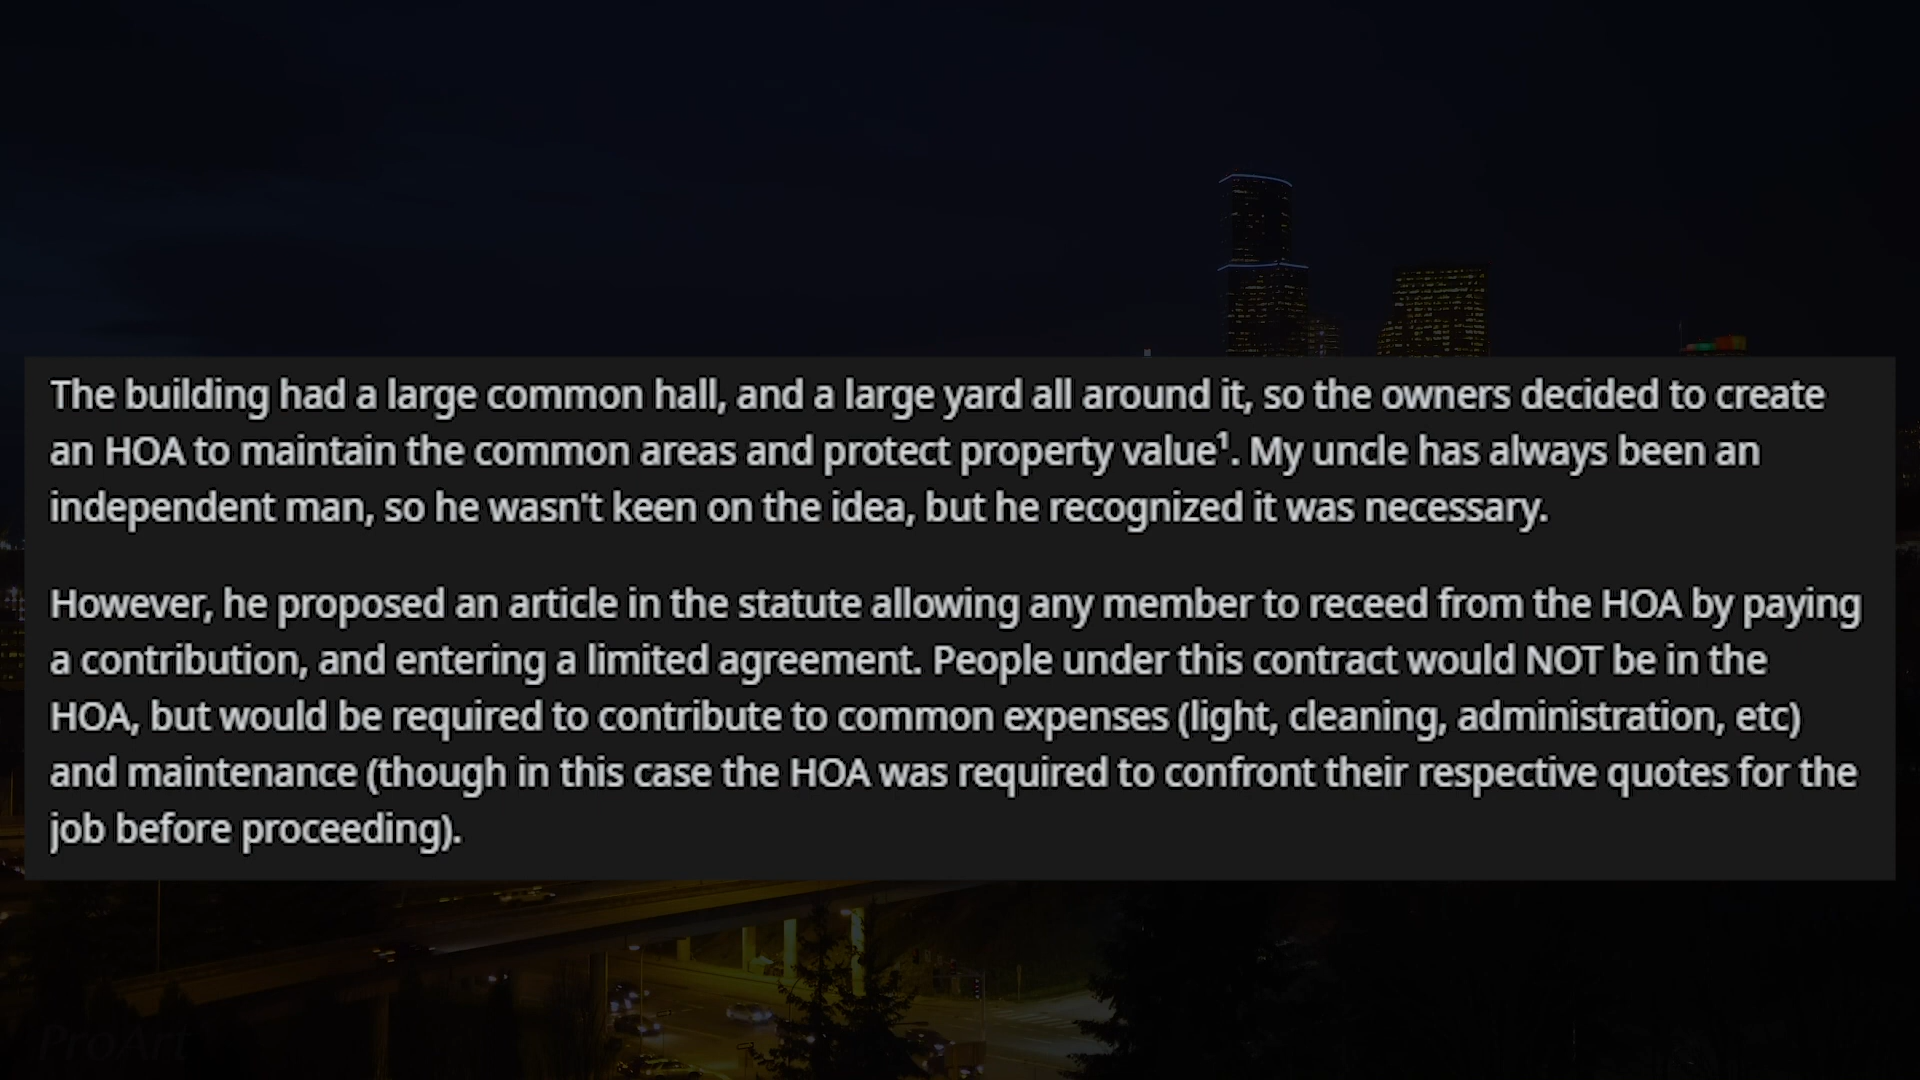 The building had a large common hall, and a large yard all around it, so the owners decided to create
an HOA to maintain the common areas and protect property value¹. My uncle has always been an
independent man, so he wasn't keen on the idea, but he recognized it was necessary.
However, he proposed an article in the statute allowing any member to receed from the HOA by paying
a contribution, and entering a limited agreement. People under this contract would NOT be in the
HOA, but would be required to contribute to common expenses (light, cleaning, administration, etc)
and maintenance (though in this case the HOA was required to confront their respective quotes for the
job before proceeding).
ProArt